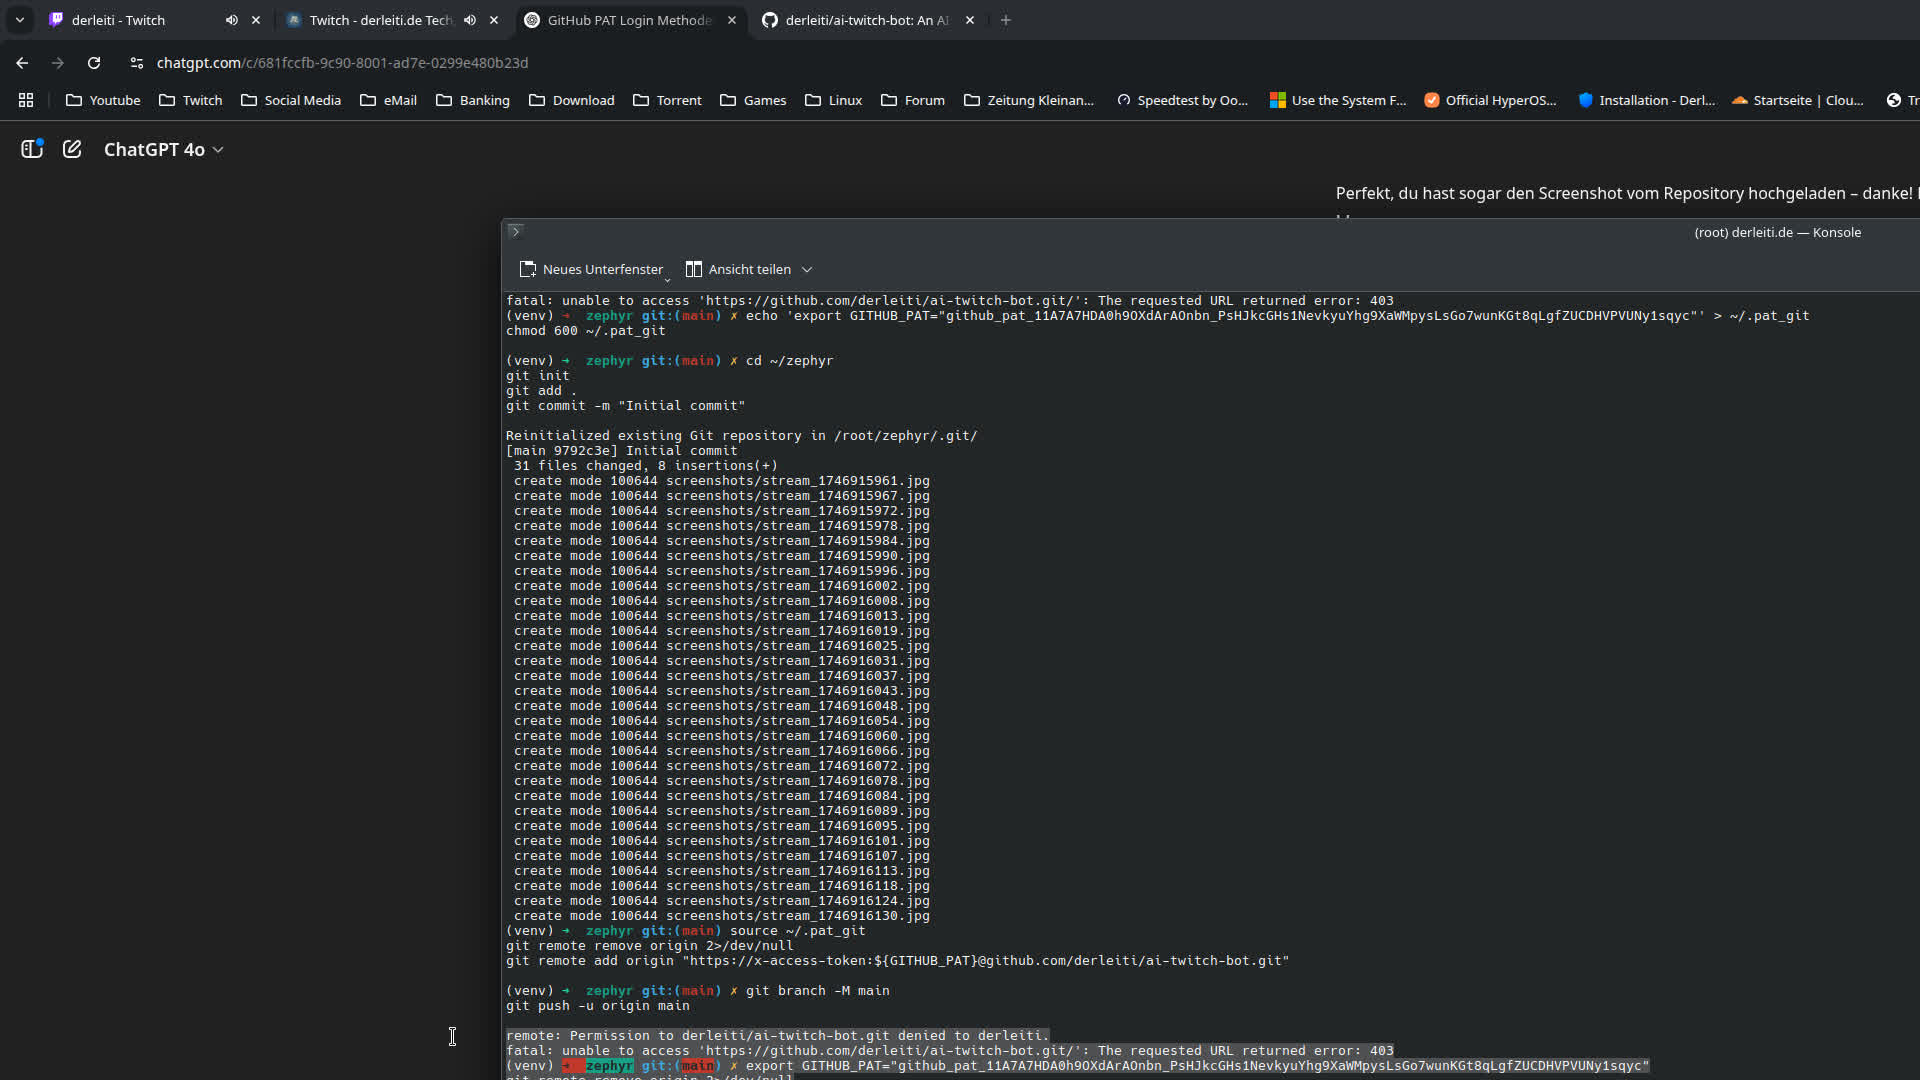 derleiti - Twitch
Twitch - derleiti.de Tech
GitHub PAT Login Methode
derleiti/ai-twitch-bot: An AI
chatgpt.com/c/681fccfb-9c90-8001-ad7e-0299e480b23d
Youtube Twitch Social Media eMail Banking Download Torrent Games Linux Forum Zeitung Kleinan... Speedtest by Oo... Use the System F... Official HyperOS... Installation - Derl... Startseite | Clou... Tr
ChatGPT 4o
Perfekt, du hast sogar den Screenshot vom Repository hochgeladen – danke!
(root) derleiti.de — Konsole
Neues Unterfenster Ansicht teilen
fatal: unable to access 'https://github.com/derleiti/ai-twitch-bot.git/': The requested URL returned error: 403
(venv) ➜ zephyr git:(main) ✗ echo 'export GITHUB_PAT="[redacted]"' > ~/.pat_git
chmod 600 ~/.pat_git
(venv) ➜ zephyr git:(main) ✗ cd ~/zephyr
git init
git add .
git commit -m "Initial commit"
Reinitialized existing Git repository in /root/zephyr/.git/
[main 9792c3e] Initial commit
31 files changed, 8 insertions(+)
create mode 100644 screenshots/stream_1746915961.jpg
create mode 100644 screenshots/stream_1746915967.jpg
create mode 100644 screenshots/stream_1746915972.jpg
create mode 100644 screenshots/stream_1746915978.jpg
create mode 100644 screenshots/stream_1746915984.jpg
create mode 100644 screenshots/stream_1746915990.jpg
create mode 100644 screenshots/stream_1746915996.jpg
create mode 100644 screenshots/stream_1746916002.jpg
create mode 100644 screenshots/stream_1746916008.jpg
create mode 100644 screenshots/stream_1746916013.jpg
create mode 100644 screenshots/stream_1746916019.jpg
create mode 100644 screenshots/stream_1746916025.jpg
create mode 100644 screenshots/stream_1746916031.jpg
create mode 100644 screenshots/stream_1746916037.jpg
create mode 100644 screenshots/stream_1746916043.jpg
create mode 100644 screenshots/stream_1746916048.jpg
create mode 100644 screenshots/stream_1746916054.jpg
create mode 100644 screenshots/stream_1746916060.jpg
create mode 100644 screenshots/stream_1746916066.jpg
create mode 100644 screenshots/stream_1746916072.jpg
create mode 100644 screenshots/stream_1746916078.jpg
create mode 100644 screenshots/stream_1746916084.jpg
create mode 100644 screenshots/stream_1746916089.jpg
create mode 100644 screenshots/stream_1746916095.jpg
create mode 100644 screenshots/stream_1746916101.jpg
create mode 100644 screenshots/stream_1746916107.jpg
create mode 100644 screenshots/stream_1746916113.jpg
create mode 100644 screenshots/stream_1746916118.jpg
create mode 100644 screenshots/stream_1746916124.jpg
create mode 100644 screenshots/stream_1746916130.jpg
(venv) ➜ zephyr git:(main) source ~/.pat_git
git remote remove origin 2>/dev/null
git remote add origin "https://x-access-token:${GITHUB_PAT}@github.com/derleiti/ai-twitch-bot.git"
(venv) ➜ zephyr git:(main) ✗ git branch -M main
git push -u origin main
remote: Permission to derleiti/ai-twitch-bot.git denied to derleiti.
fatal: unable to access 'https://github.com/derleiti/ai-twitch-bot.git/': The requested URL returned error: 403
(venv) ➜ zephyr git:(main) ✗ export GITHUB_PAT="[redacted]"
git remote remove origin 2>/dev/null